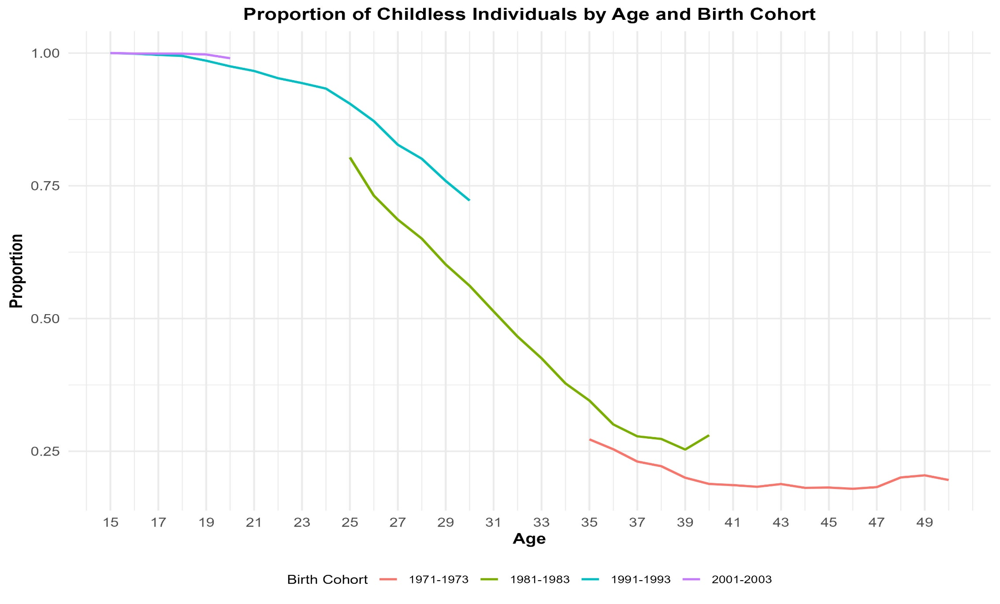 Proportion of Childless Individuals by Age and Birth Cohort
1.00
0.75
0.50
0.25
Proportion
15 17 19 21 23 25 27 29 31 33 35 37 39 41 43 45 47 49
Age
Birth Cohort 1971-1973 1981-1983 1991-1993 2001-2003